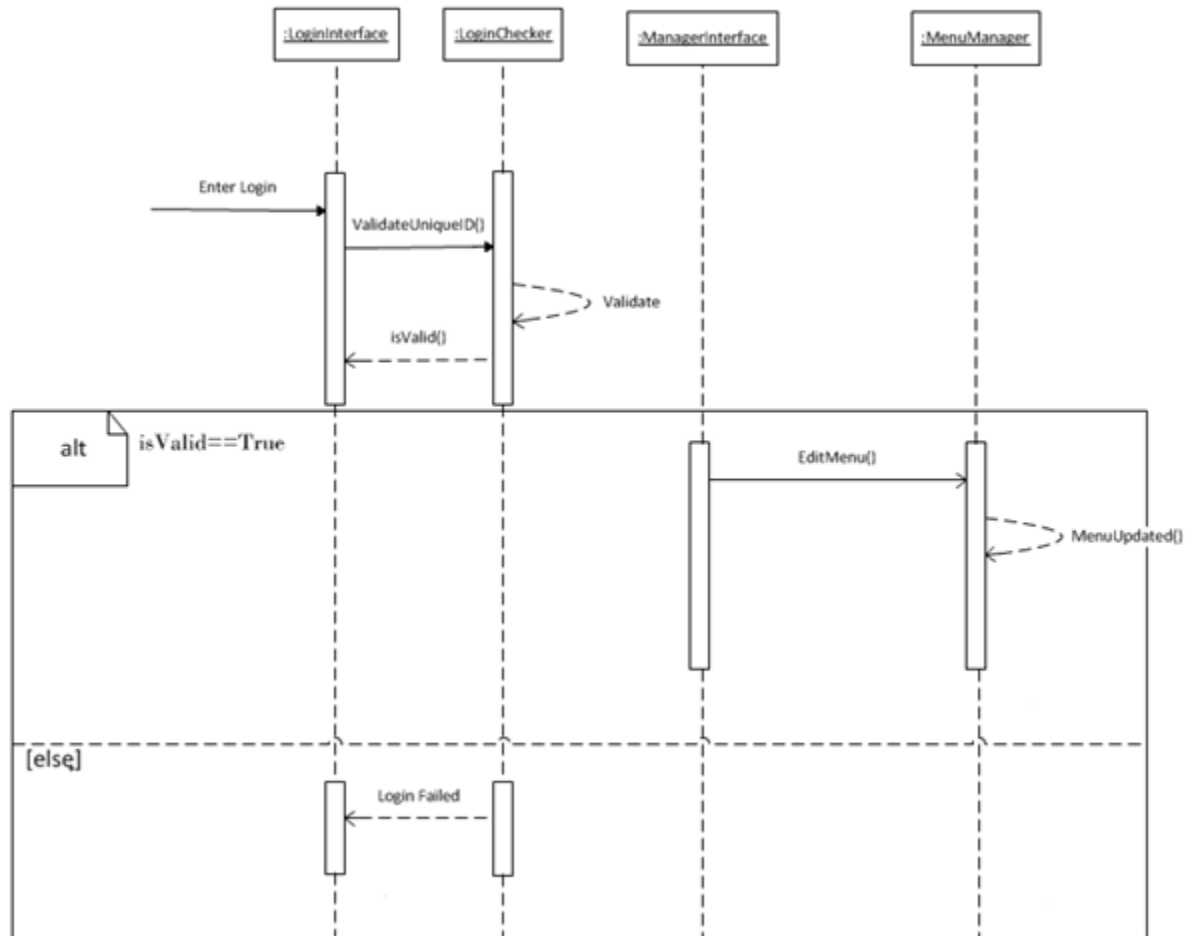 :LoginInterface
:LoginChecker
:ManagerInterface
:MenuManager
Enter Login
ValidateUniqueID()
Validate
isValid()
alt
isValid==True
EditMenu()
MenuUpdated()
[else]
Login Failed